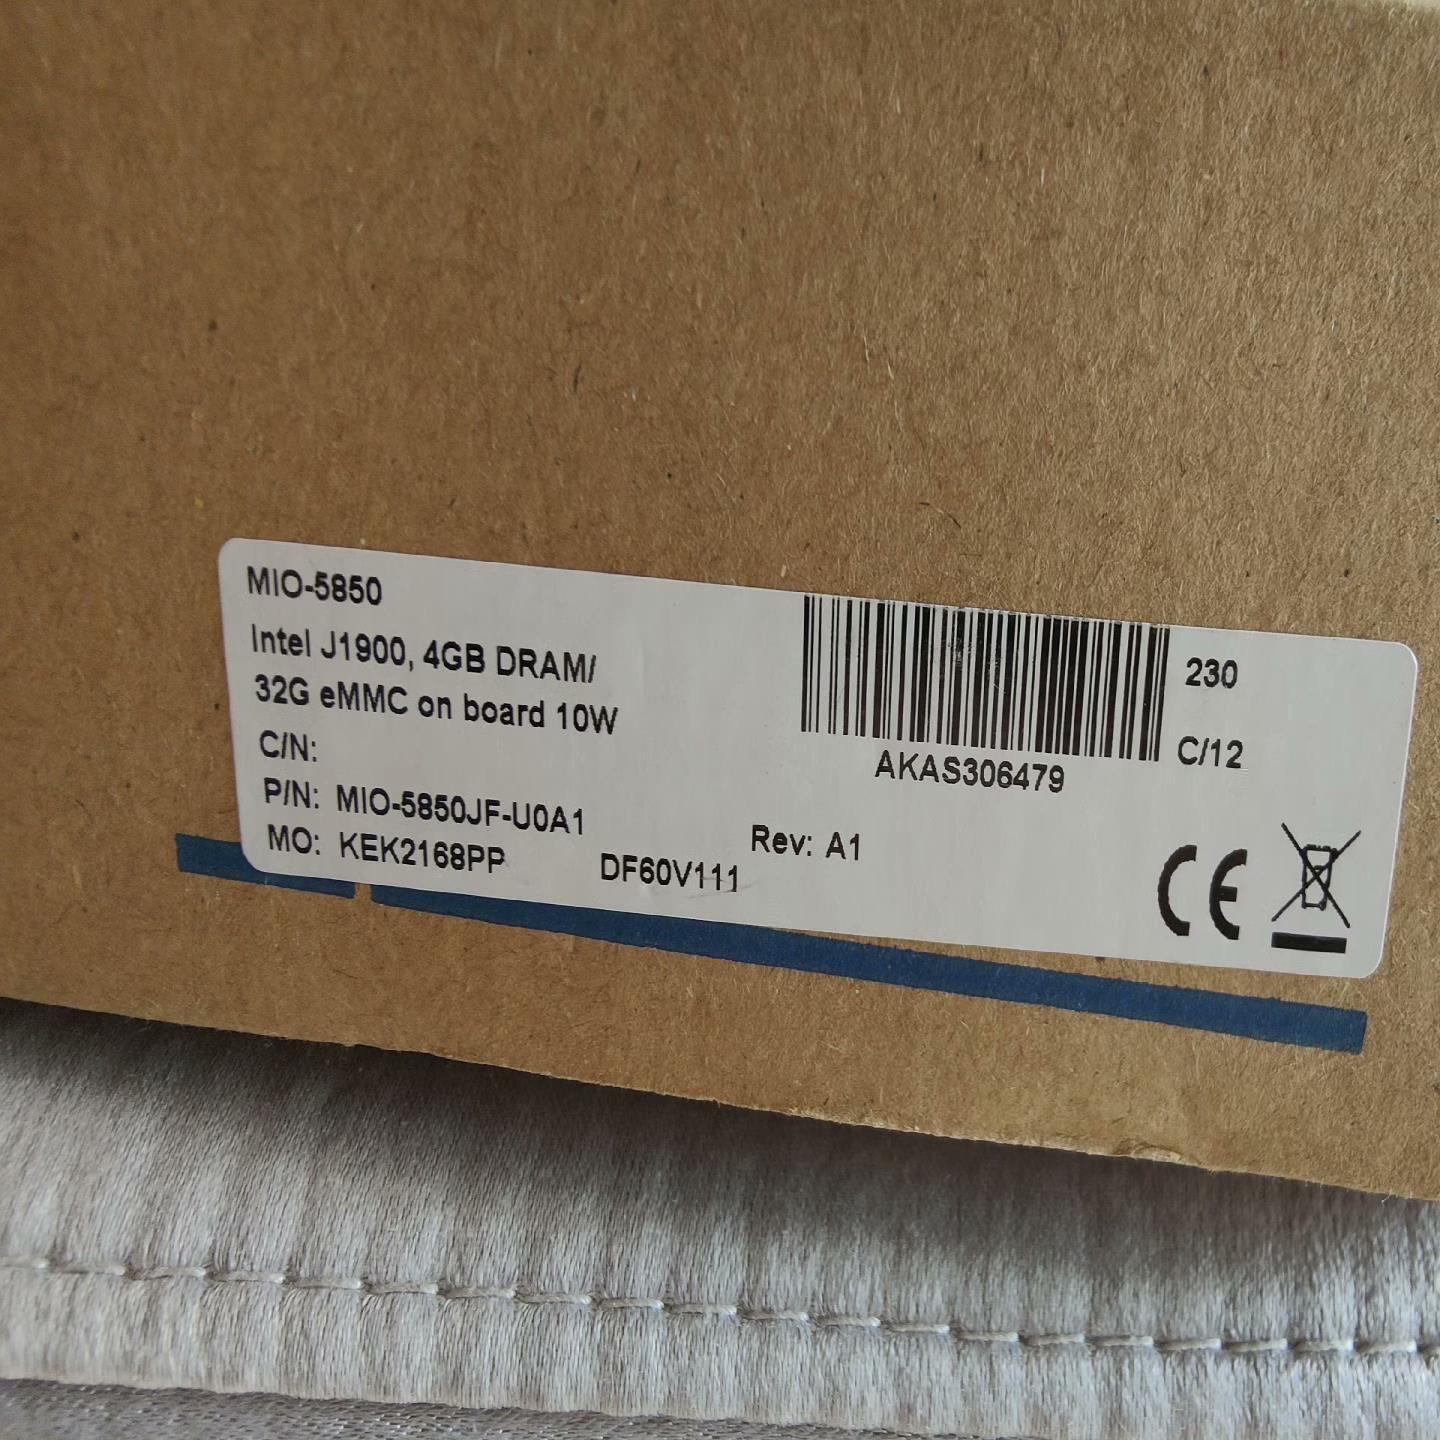 MIO-5850
Intel J1900, 4GB DRAM/
32G eMMC on board 10W
C/N:
P/N: MIO-5850JF-U0A1
MO: KEK2168PP DF60V111
Rev: A1
AKAS306479
230
C/12
CE